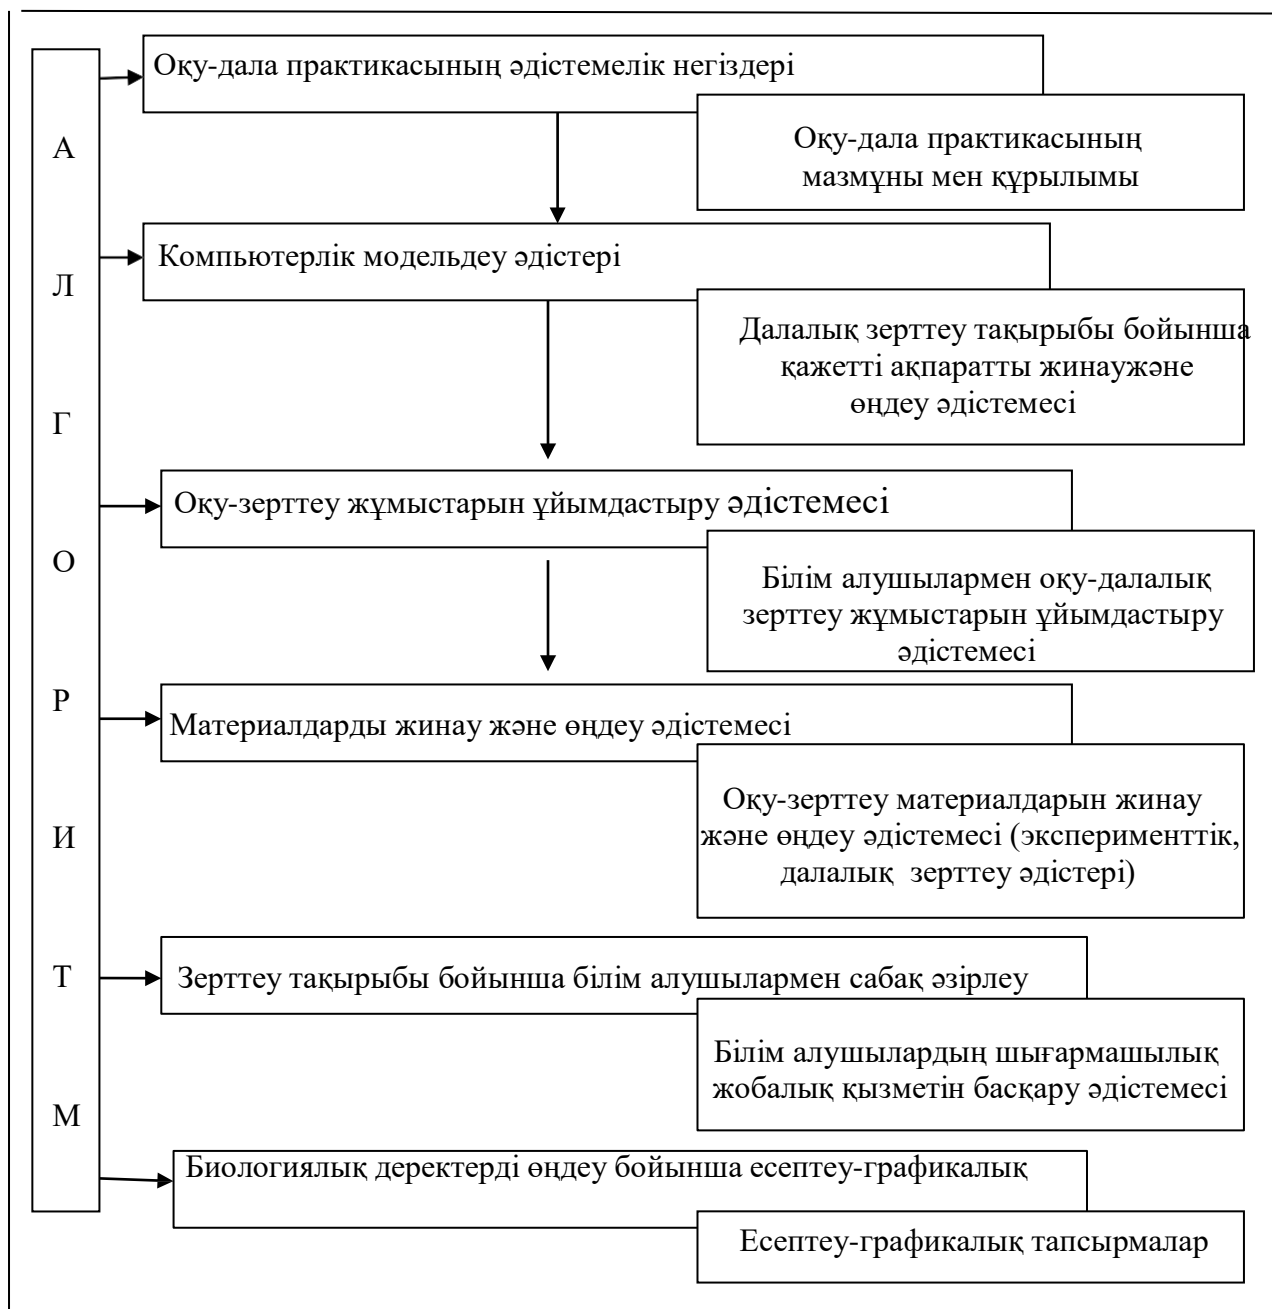 А
Л
Г
О
Р
И
Т
М
Оқу-дала практикасының әдістемелік негіздері
Оқу-дала практикасының
мазмұны мен құрылымы
Компьютерлік модельдеу әдістері
Далалық зерттеу тақырыбы бойынша
қажетті ақпаратты жинаужәне
өңдеу әдістемесі
Оқу-зерттеу жұмыстарын ұйымдастыру әдістемесі
Білім алушылармен оқу-далалық
зерттеу жұмыстарын ұйымдастыру
әдістемесі
Материалдарды жинау және өңдеу әдістемесі
Оқу-зерттеу материалдарын жинау
және өңдеу әдістемесі (эксперименттік,
далалық зерттеу әдістері)
Зерттеу тақырыбы бойынша білім алушылармен сабақ әзірлеу
Білім алушылардың шығармашылық
жобалық қызметін басқару әдістемесі
Биологиялық деректерді өңдеу бойынша есептеу-графикалық
Есептеу-графикалық тапсырмалар